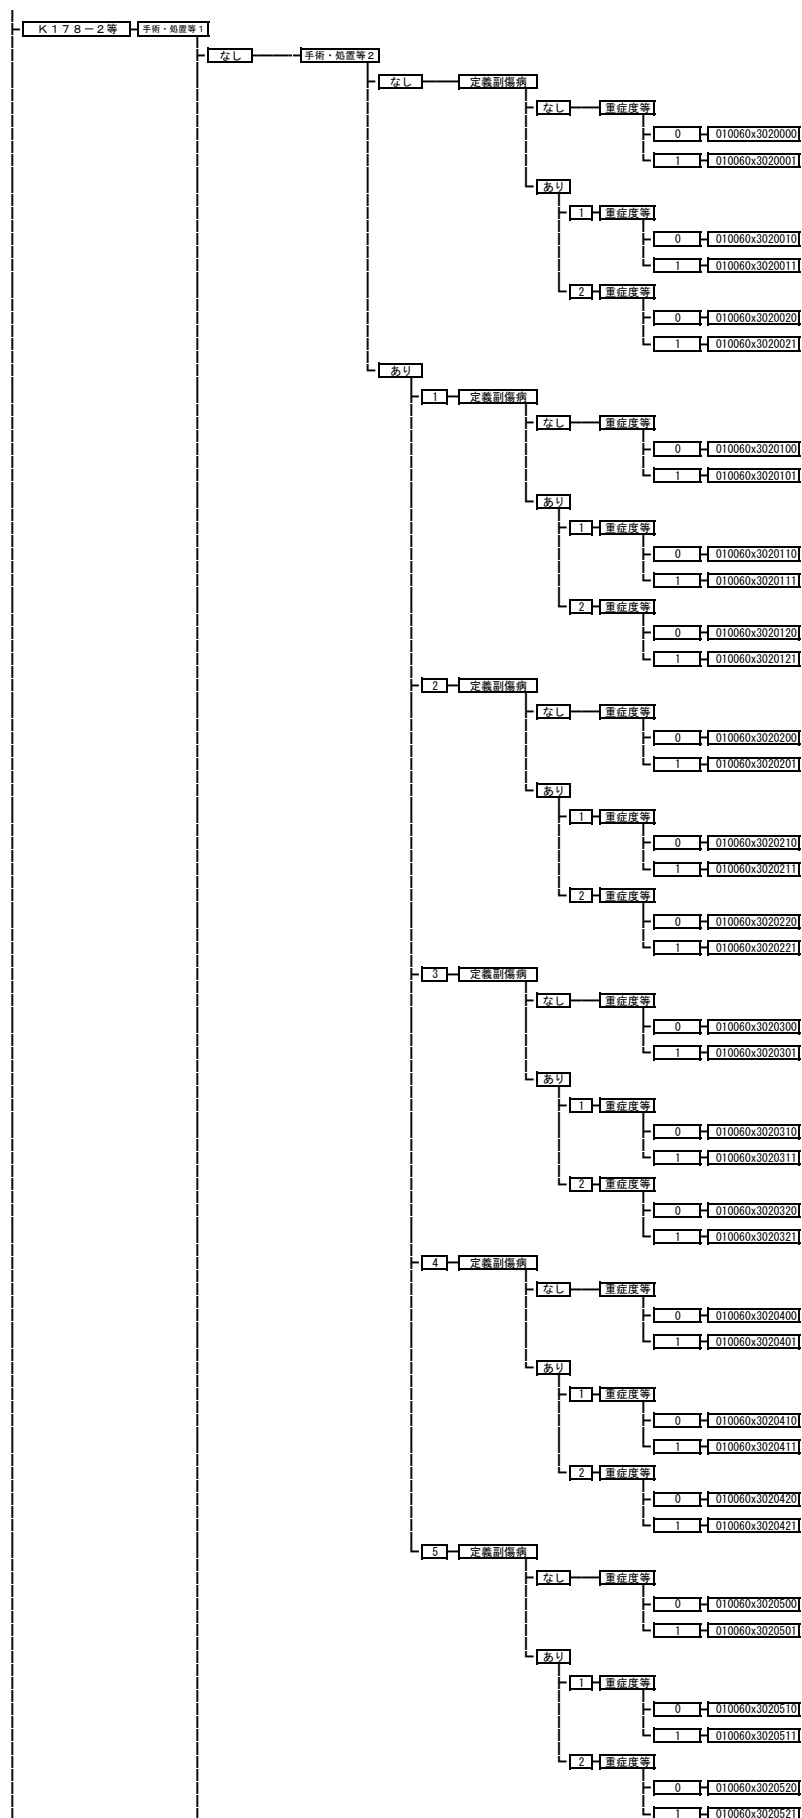 K178-2等 手術・処置等1
なし 手術・処置等2
なし 定義副傷病
なし 重症度等
0 010060x3020000
1 010060x3020001
あり
1 重症度等
0 010060x3020010
1 010060x3020011
2 重症度等
0 010060x3020020
1 010060x3020021
あり
1 定義副傷病
なし 重症度等
0 010060x3020100
1 010060x3020101
あり
1 重症度等
0 010060x3020110
1 010060x3020111
2 重症度等
0 010060x3020120
1 010060x3020121
2 定義副傷病
なし 重症度等
0 010060x3020200
1 010060x3020201
あり
1 重症度等
0 010060x3020210
1 010060x3020211
2 重症度等
0 010060x3020220
1 010060x3020221
3 定義副傷病
なし 重症度等
0 010060x3020300
1 010060x3020301
あり
1 重症度等
0 010060x3020310
1 010060x3020311
2 重症度等
0 010060x3020320
1 010060x3020321
4 定義副傷病
なし 重症度等
0 010060x3020400
1 010060x3020401
あり
1 重症度等
0 010060x3020410
1 010060x3020411
2 重症度等
0 010060x3020420
1 010060x3020421
5 定義副傷病
なし 重症度等
0 010060x3020500
1 010060x3020501
あり
1 重症度等
0 010060x3020510
1 010060x3020511
2 重症度等
0 010060x3020520
1 010060x3020521